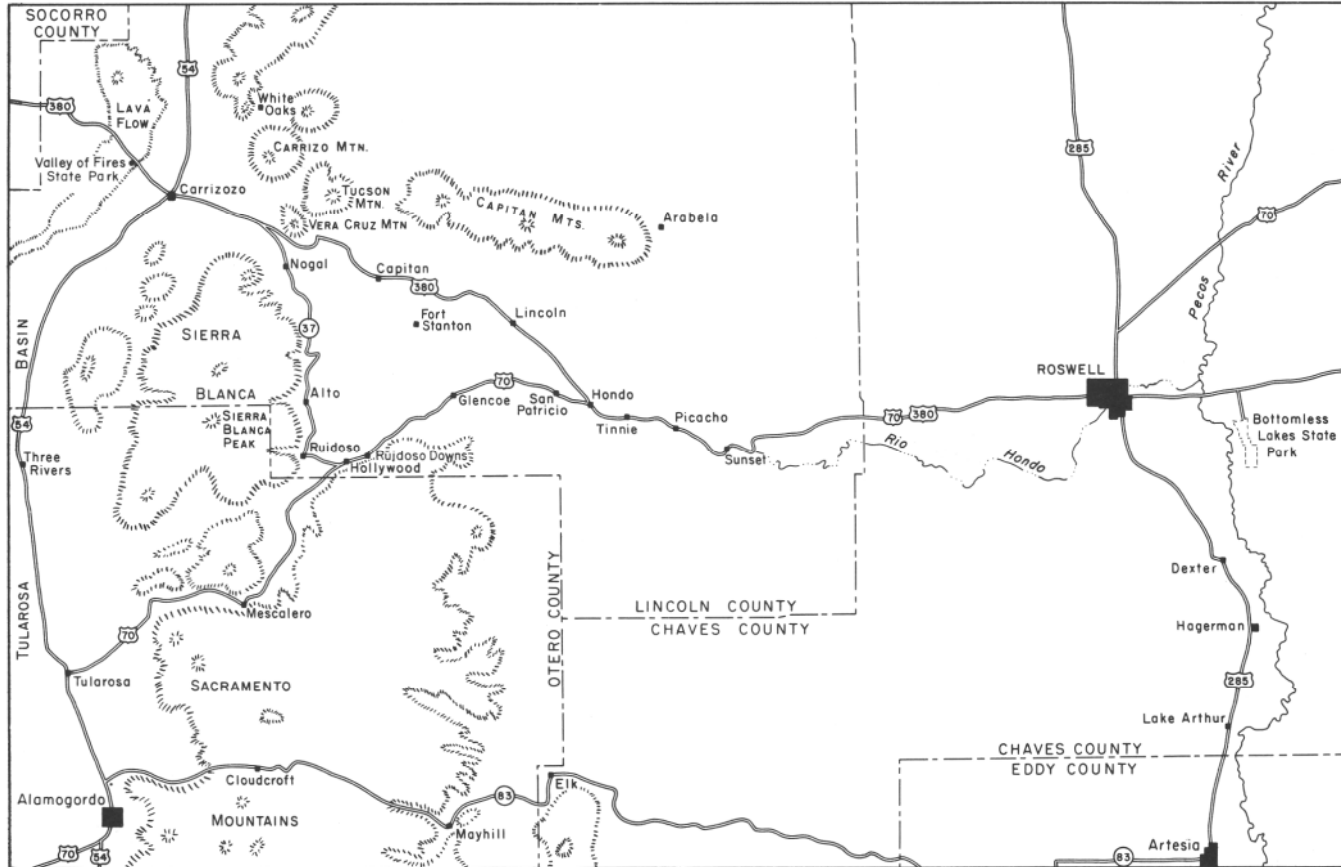 SOCORRO
COUNTY
54
380
LAVA
FLOW
White
Oaks
CARRIZO MTN.
Valley of Fires
State Park
Carrizozo
TUCSON
MTN.
VERA CRUZ MTN
CAPITAN MTS.
Arabela
285
Pecos River
70
Nogal
Capitan
380
Fort
Stanton
Lincoln
37
SIERRA
BLANCA
SIERRA
BLANCA
PEAK
Alto
TULAROSA BASIN
54
Three
Rivers
Ruidoso
Hollywood
Ruidoso Downs
Glencoe
70
San
Patricio
Hondo
Tinnie
Picacho
Sunset
70
380
ROSWELL
Rio Hondo
Bottomless
Lakes State
Park
Mescalero
70
Tularosa
OTERO COUNTY
LINCOLN COUNTY
CHAVES COUNTY
Dexter
Hagerman
285
Lake Arthur
SACRAMENTO
MOUNTAINS
Cloudcroft
Alamogordo
70
54
Mayhill
83
Elk
CHAVES COUNTY
EDDY COUNTY
Artesia
83